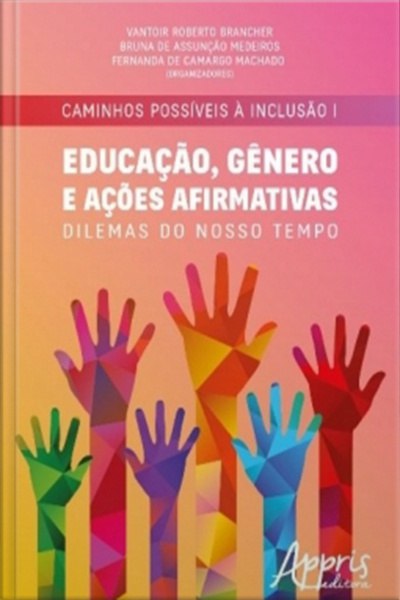 VANTOIR ROBERTO BRANCHER
BRUNA DE ASSUNÇÃO MEDEIROS
FERNANDA DE CAMARGO MACHADO
(ORGANIZADORES)
CAMINHOS POSSÍVEIS À INCLUSÃO I
EDUCAÇÃO, GÊNERO
E AÇÕES AFIRMATIVAS
DILEMAS DO NOSSO TEMPO
Appris
editora